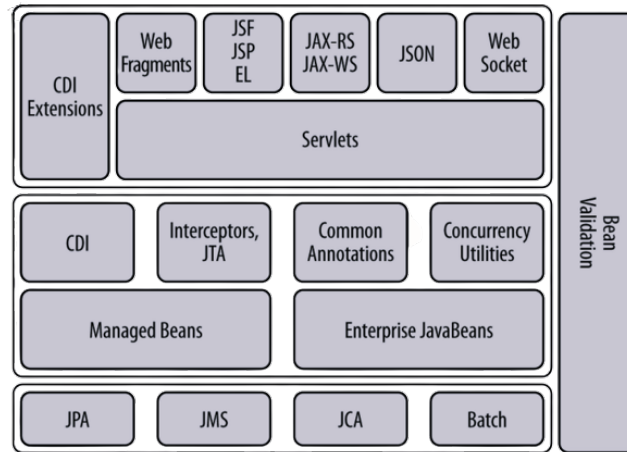 CDI
Extensions
Web
Fragments
JSF
JSP
EL
JAX-RS
JAX-WS
JSON
Web
Socket
Servlets
CDI
Interceptors,
JTA
Common
Annotations
Concurrency
Utilities
Managed Beans
Enterprise JavaBeans
JPA
JMS
JCA
Batch
Bean
Validation